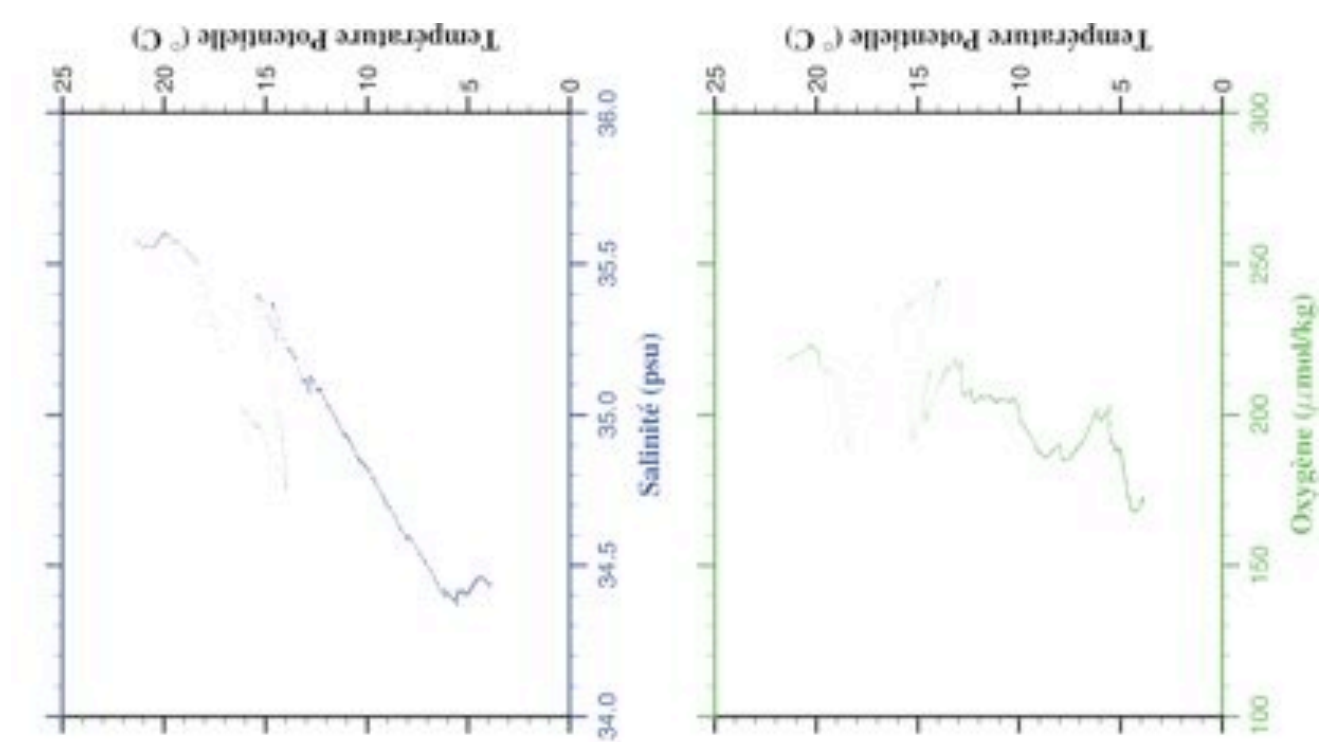 Température Potentielle (° C)
25 20 15 10 5 0
34.0 34.5 35.0 35.5 36.0
Salinité (psu)
Température Potentielle (° C)
25 20 15 10 5 0
100 150 200 250 300
Oxygène (μmol/kg)